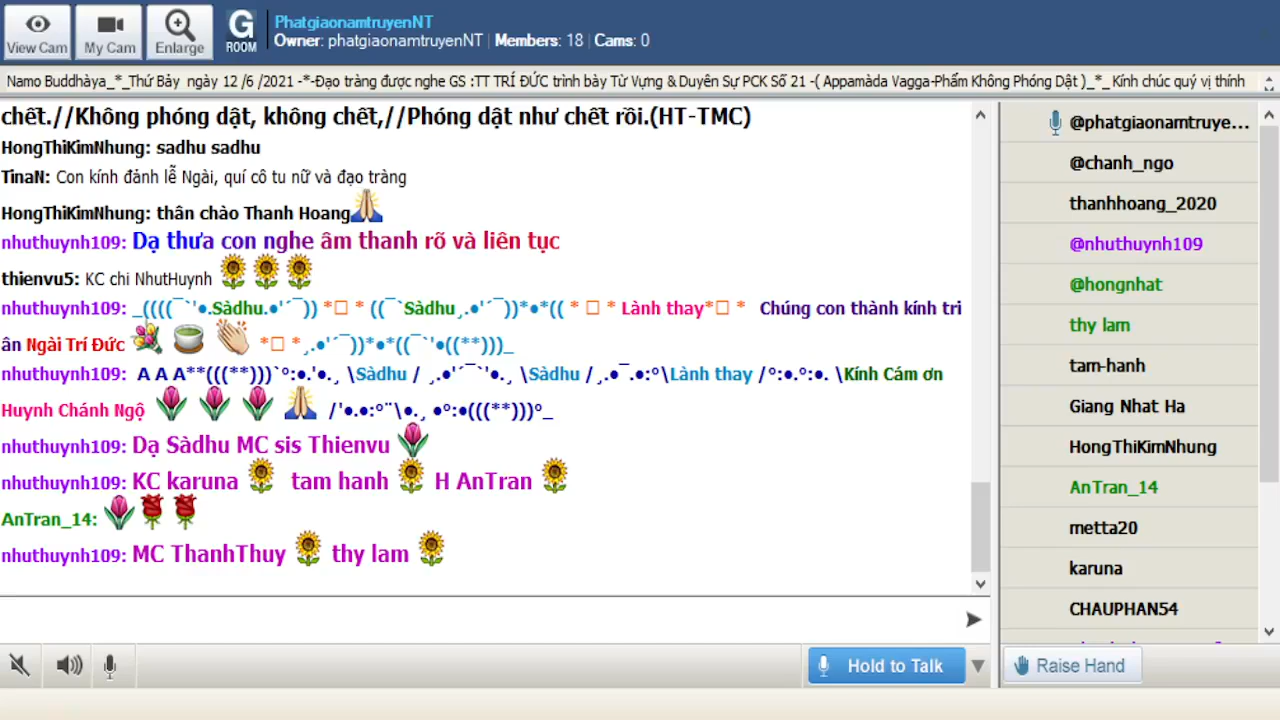 View Cam
My Cam
Enlarge
G ROOM
PhatgiaonamtruyenNT
Owner: phatgiaonamtruyenNT | Members: 18 | Cams: 0
Namo Buddhàya_*_Thứ Bảy ngày 12 /6 /2021 -*-Đạo tràng được nghe GS :TT TRÍ ĐỨC trình bày Từ Vựng & Duyên Sự PCK Số 21 -( Appamàda Vagga-Phẩm Không Phóng Dật )_*_ Kính chúc quý vị thính
chết.//Không phóng dật, không chết,//Phóng dật như chết rồi.(HT-TMC)
HongThiKimNhung: sadhu sadhu
TinaN: Con kính đảnh lễ Ngài, quí cô tu nữ và đạo tràng
HongThiKimNhung: thân chào Thanh Hoang🙏
nhuthuynh109: Dạ thưa con nghe âm thanh rõ và liên tục
thienvu5: KC chi NhutHuynh 🌻🌻🌻
nhuthuynh109: _((((¯`'●.Sàdhu.●'´¯)) *□ * ((¯`Sàdhu¸.●'´¯))*●*(( * □ * Lành thay*□ * Chúng con thành kính tri
ân Ngài Trí Đức 💐 🍵 👏 *□ *¸.●'´¯))*●*((¯`'●((**)))_
nhuthuynh109: A A A**(((**)))`°:●.'●.¸ \Sàdhu / ¸.●'´¯`'●.¸ \Sàdhu /¸.●¯.●:°\Lành thay /°:●.°:●. \Kính Cám ơn
Huynh Chánh Ngộ 🌷 🌷 🌷 🙏 /'●.●:°¨\●.¸ ●°:●(((**)))°_
nhuthuynh109: Dạ Sàdhu MC sis Thienvu 🌷
nhuthuynh109: KC karuna 🌻 tam hanh 🌻 H AnTran 🌻
AnTran_14: 🌷🌹🌹
nhuthuynh109: MC ThanhThuy 🌻 thy lam 🌻
@phatgiaonamtruye...
@chanh_ngo
thanhhoang_2020
@nhuthuynh109
@hongnhat
thy lam
tam-hanh
Giang Nhat Ha
HongThiKimNhung
AnTran_14
metta20
karuna
CHAUPHAN54
Hold to Talk
Raise Hand